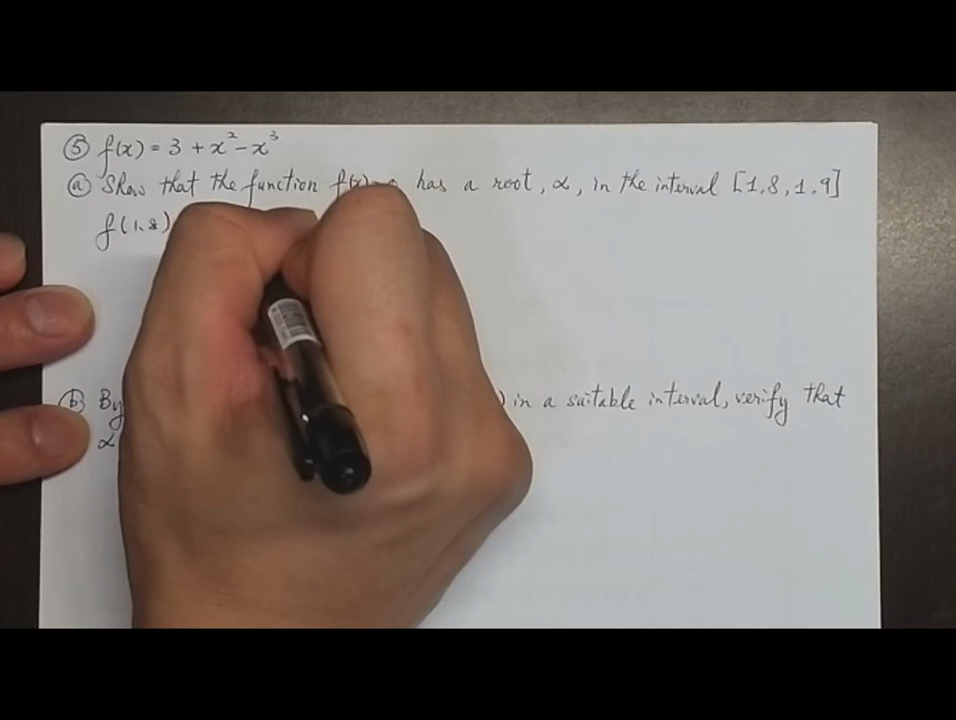 ⑤ f(x) = 3 + x² - x³
ⓐ Show that the function f(x) has a root, α, in the interval [1.8, 1.9]
f(1.8)
ⓑ By in a suitable interval, verify that
α